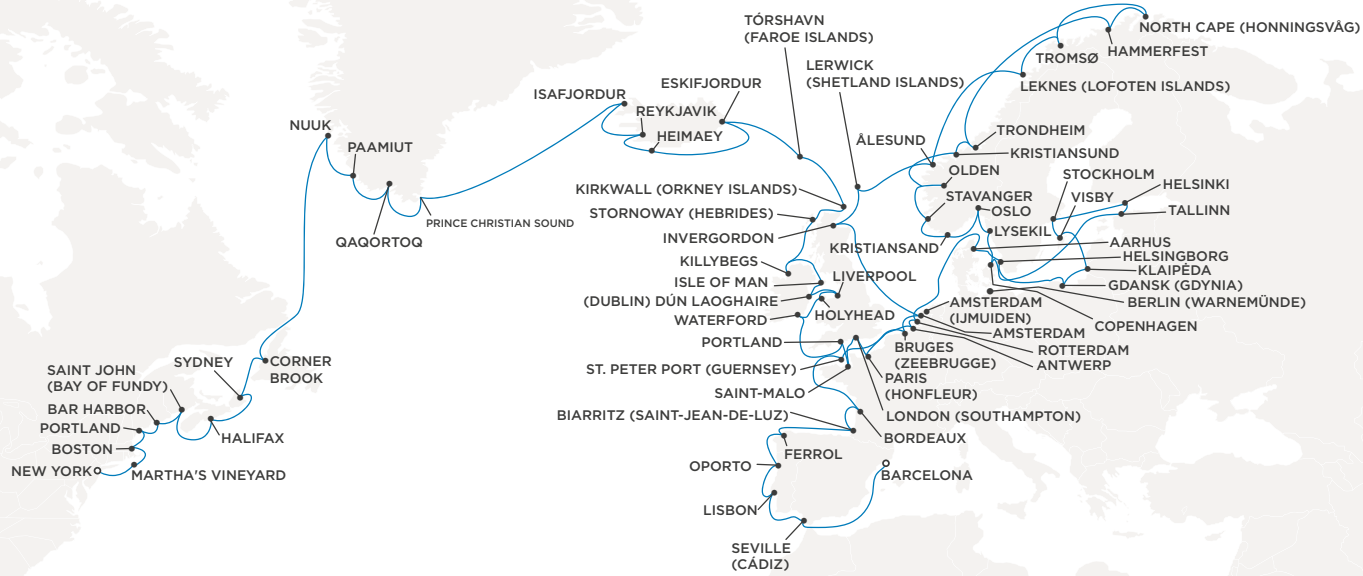 TÓRSHAVN
(FAROE ISLANDS)
NORTH CAPE (HONNINGSVÅG)
HAMMERFEST
TROMSØ
LERWICK
(SHETLAND ISLANDS)
LEKNES (LOFOTEN ISLANDS)
ESKIFJORDUR
ISAFJORDUR
REYKJAVIK
HEIMAEY
NUUK
PAAMIUT
TRONDHEIM
ÅLESUND
KRISTIANSUND
OLDEN
STOCKHOLM
HELSINKI
KIRKWALL (ORKNEY ISLANDS)
STAVANGER
VISBY
OSLO
TALLINN
STORNOWAY (HEBRIDES)
PRINCE CHRISTIAN SOUND
QAQORTOQ
INVERGORDON
LYSEKIL
KRISTIANSAND
AARHUS
HELSINGBORG
KILLYBEGS
KLAIPĖDA
ISLE OF MAN
LIVERPOOL
GDANSK (GDYNIA)
(DUBLIN) DÚN LAOGHAIRE
AMSTERDAM
(IJMUIDEN)
BERLIN (WARNEMÜNDE)
WATERFORD
HOLYHEAD
COPENHAGEN
AMSTERDAM
PORTLAND
BRUGES
(ZEEBRUGGE)
ROTTERDAM
ANTWERP
ST. PETER PORT (GUERNSEY)
PARIS
(HONFLEUR)
SAINT-MALO
BIARRITZ (SAINT-JEAN-DE-LUZ)
LONDON (SOUTHAMPTON)
BORDEAUX
SYDNEY
CORNER
BROOK
SAINT JOHN
(BAY OF FUNDY)
BAR HARBOR
PORTLAND
HALIFAX
BOSTON
NEW YORK
MARTHA'S VINEYARD
FERROL
OPORTO
BARCELONA
LISBON
SEVILLE
(CÁDIZ)